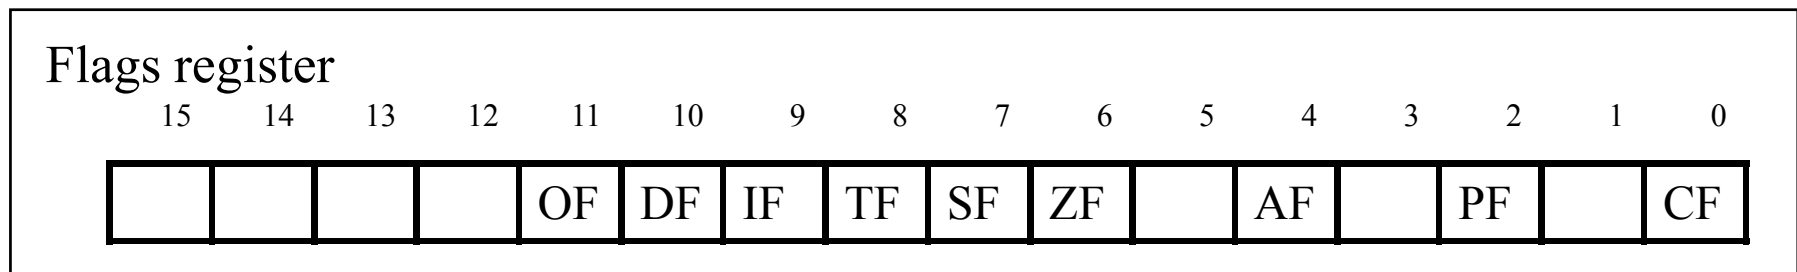 Flags register
15 14 13 12 11 10 9 8 7 6 5 4 3 2 1 0
OF DF IF TF SF ZF AF PF CF